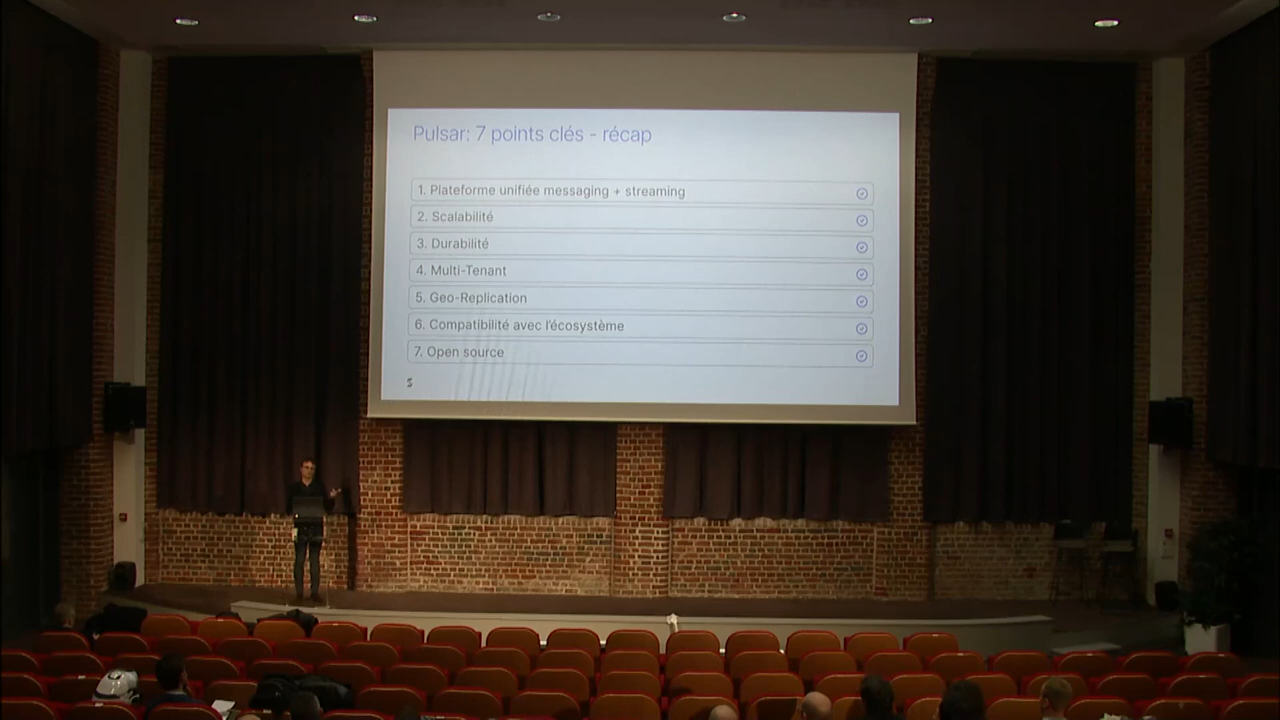 Pulsar: 7 points clés - récap
1. Plateforme unifiée messaging + streaming
2. Scalabilité
3. Durabilité
4. Multi-Tenant
5. Geo-Replication
6. Compatibilité avec l'écosystème
7. Open source